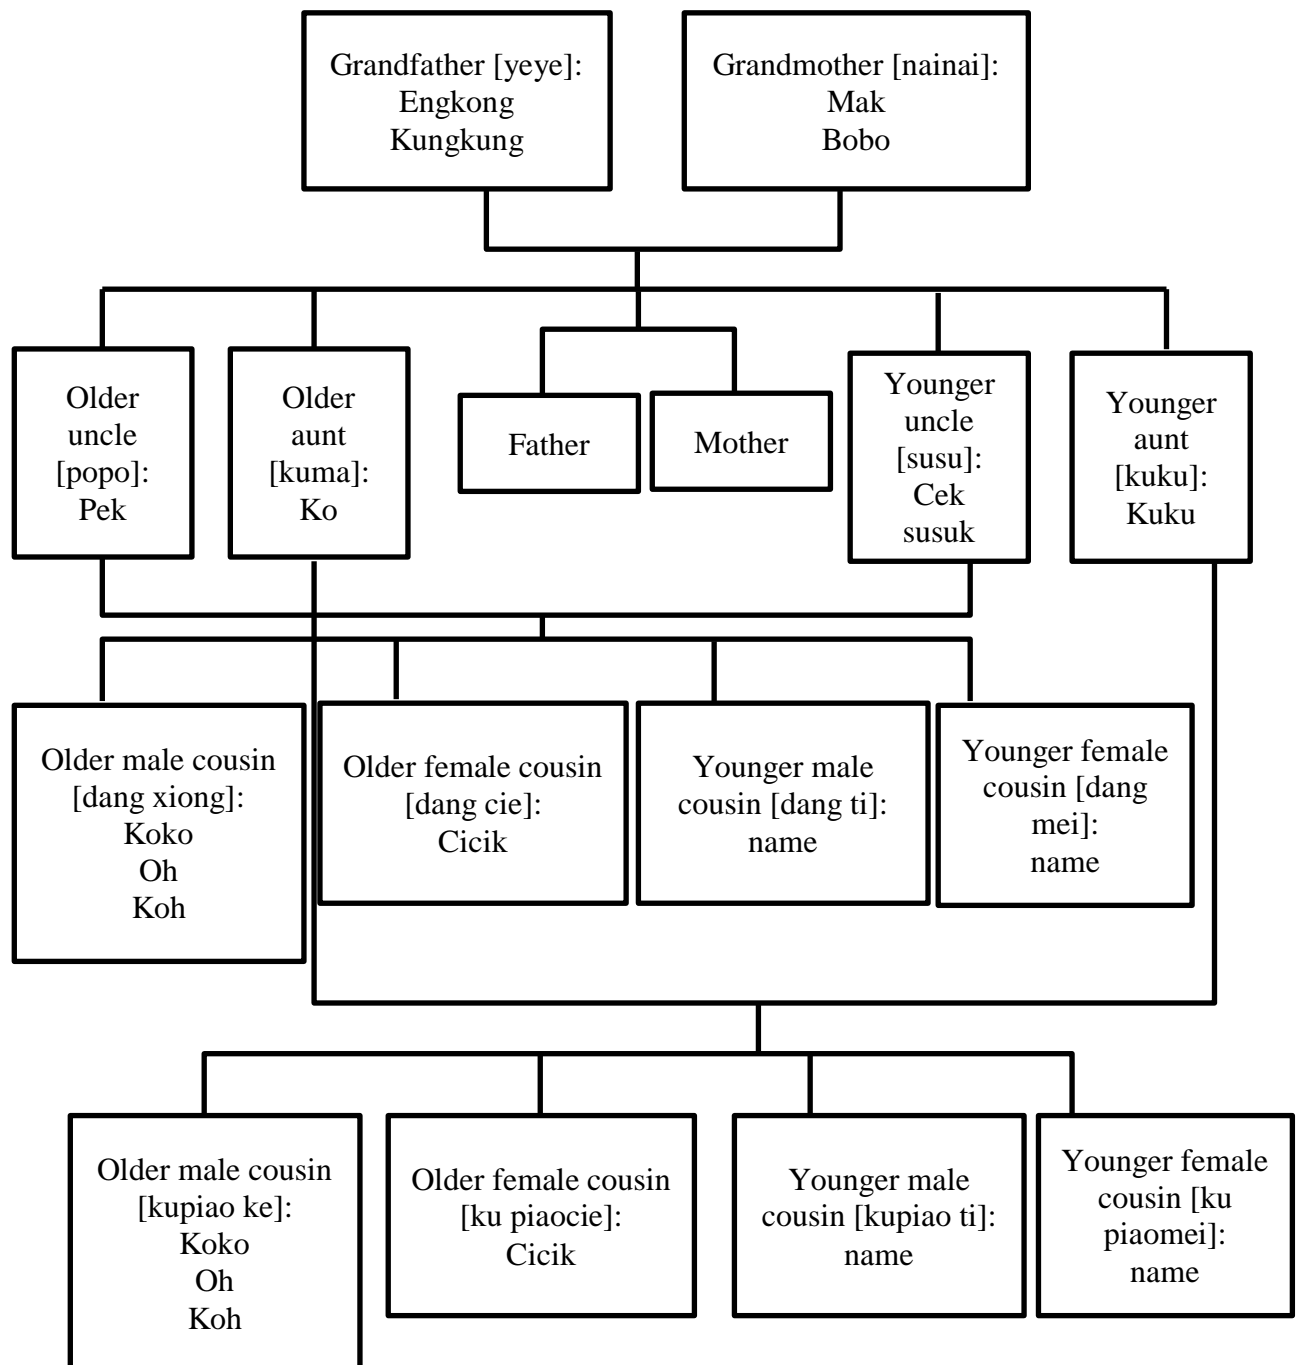 Grandfather [yeye]:
Engkong
Kungkung
Grandmother [nainai]:
Mak
Bobo
Older
uncle
[popo]:
Pek
Older
aunt
[kuma]:
Ko
Father
Mother
Younger
uncle
[susu]:
Cek
susuk
Younger
aunt
[kuku]:
Kuku
Older male cousin
[dang xiong]:
Koko
Oh
Koh
Older female cousin
[dang cie]:
Cicik
Younger male
cousin [dang ti]:
name
Younger female
cousin [dang
mei]:
name
Older male cousin
[kupiao ke]:
Koko
Oh
Koh
Older female cousin
[ku piaocie]:
Cicik
Younger male
cousin [kupiao ti]:
name
Younger female
cousin [ku
piaomei]:
name